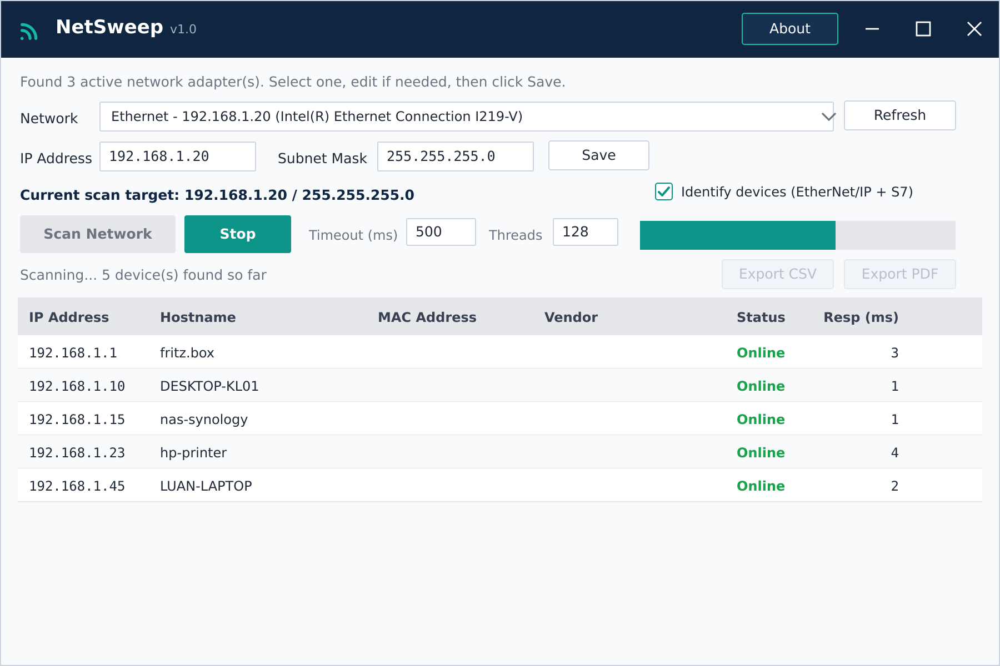 NetSweep v1.0 About
Found 3 active network adapter(s). Select one, edit if needed, then click Save.
Network Ethernet - 192.168.1.20 (Intel(R) Ethernet Connection I219-V) Refresh
IP Address 192.168.1.20 Subnet Mask 255.255.255.0 Save
Current scan target: 192.168.1.20 / 255.255.255.0 Identify devices (EtherNet/IP + S7)
Scan Network Stop Timeout (ms) 500 Threads 128
Scanning... 5 device(s) found so far Export CSV Export PDF
IP Address Hostname MAC Address Vendor Status Resp (ms)
192.168.1.1 fritz.box Online 3
192.168.1.10 DESKTOP-KL01 Online 1
192.168.1.15 nas-synology Online 1
192.168.1.23 hp-printer Online 4
192.168.1.45 LUAN-LAPTOP Online 2